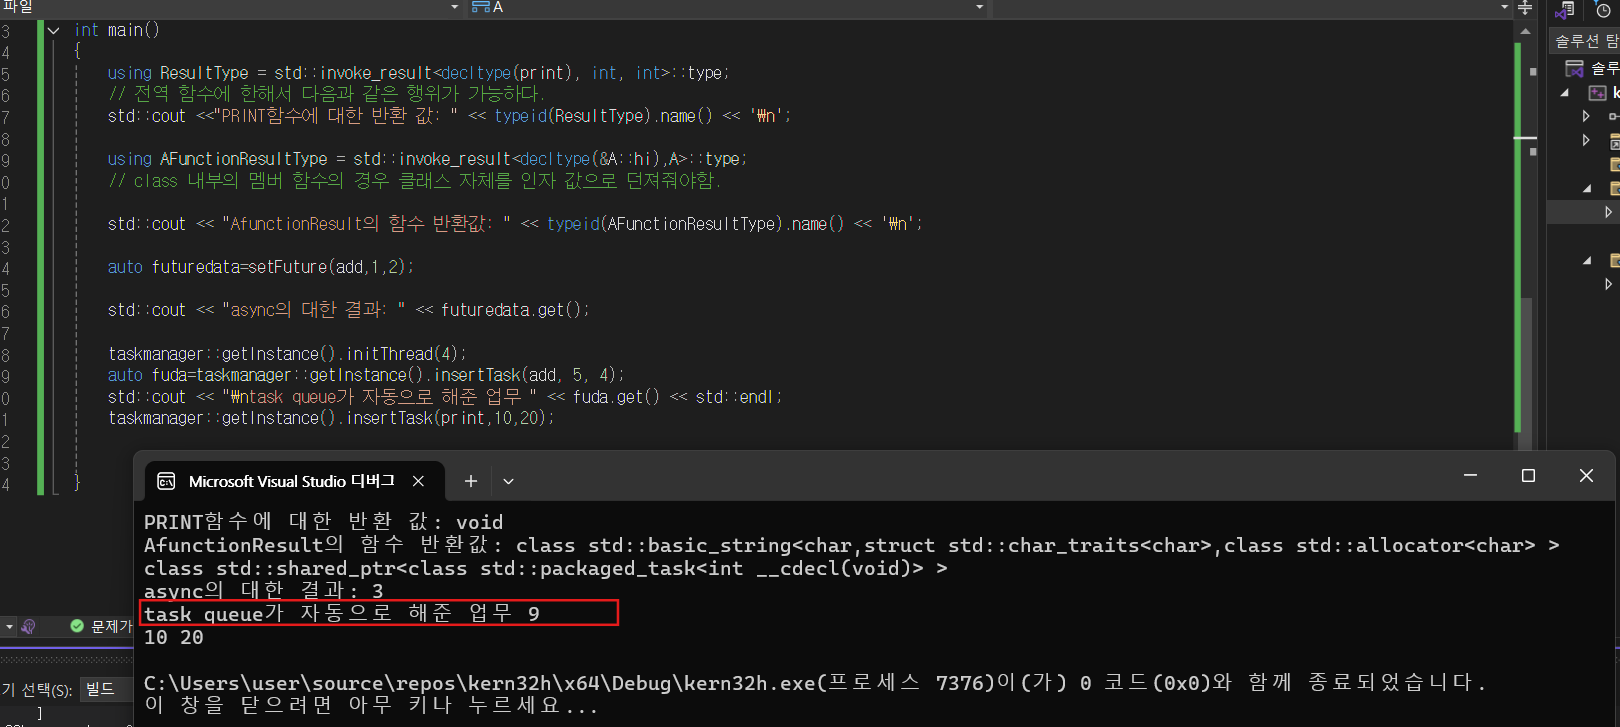 파일
A
3 int main()
4 {
5 using ResultType = std::invoke_result<decltype(print), int, int>::type;
6 // 전역 함수에 한해서 다음과 같은 행위가 가능하다.
7 std::cout <<"PRINT함수에 대한 반환 값: " << typeid(ResultType).name() << '₩n';
8
9 using AFunctionResultType = std::invoke_result<decltype(&A::hi),A>::type;
0 // class 내부의 멤버 함수의 경우 클래스 자체를 인자 값으로 던져줘야함.
1
2 std::cout << "AfunctionResult의 함수 반환값: " << typeid(AFunctionResultType).name() << '₩n';
3
4 auto futuredata=setFuture(add,1,2);
5
6 std::cout << "async의 대한 결과: " << futuredata.get();
7
8 taskmanager::getInstance().initThread(4);
9 auto fuda=taskmanager::getInstance().insertTask(add, 5, 4);
0 std::cout << "₩ntask queue가 자동으로 해준 업무 " << fuda.get() << std::endl;
1 taskmanager::getInstance().insertTask(print,10,20);
2
3
4 }
솔루션 탐
솔루
k
Microsoft Visual Studio 디버그
PRINT함수에 대한 반환 값: void
AfunctionResult의 함수 반환값: class std::basic_string<char,struct std::char_traits<char>,class std::allocator<char> >
class std::shared_ptr<class std::packaged_task<int __cdecl(void)> >
async의 대한 결과: 3
task queue가 자동으로 해준 업무 9
10 20
C:\Users\user\source\repos\kern32h\x64\Debug\kern32h.exe(프로세스 7376)이(가) 0 코드(0x0)와 함께 종료되었습니다.
이 창을 닫으려면 아무 키나 누르세요...
문제가
기 선택(S): 빌드
]